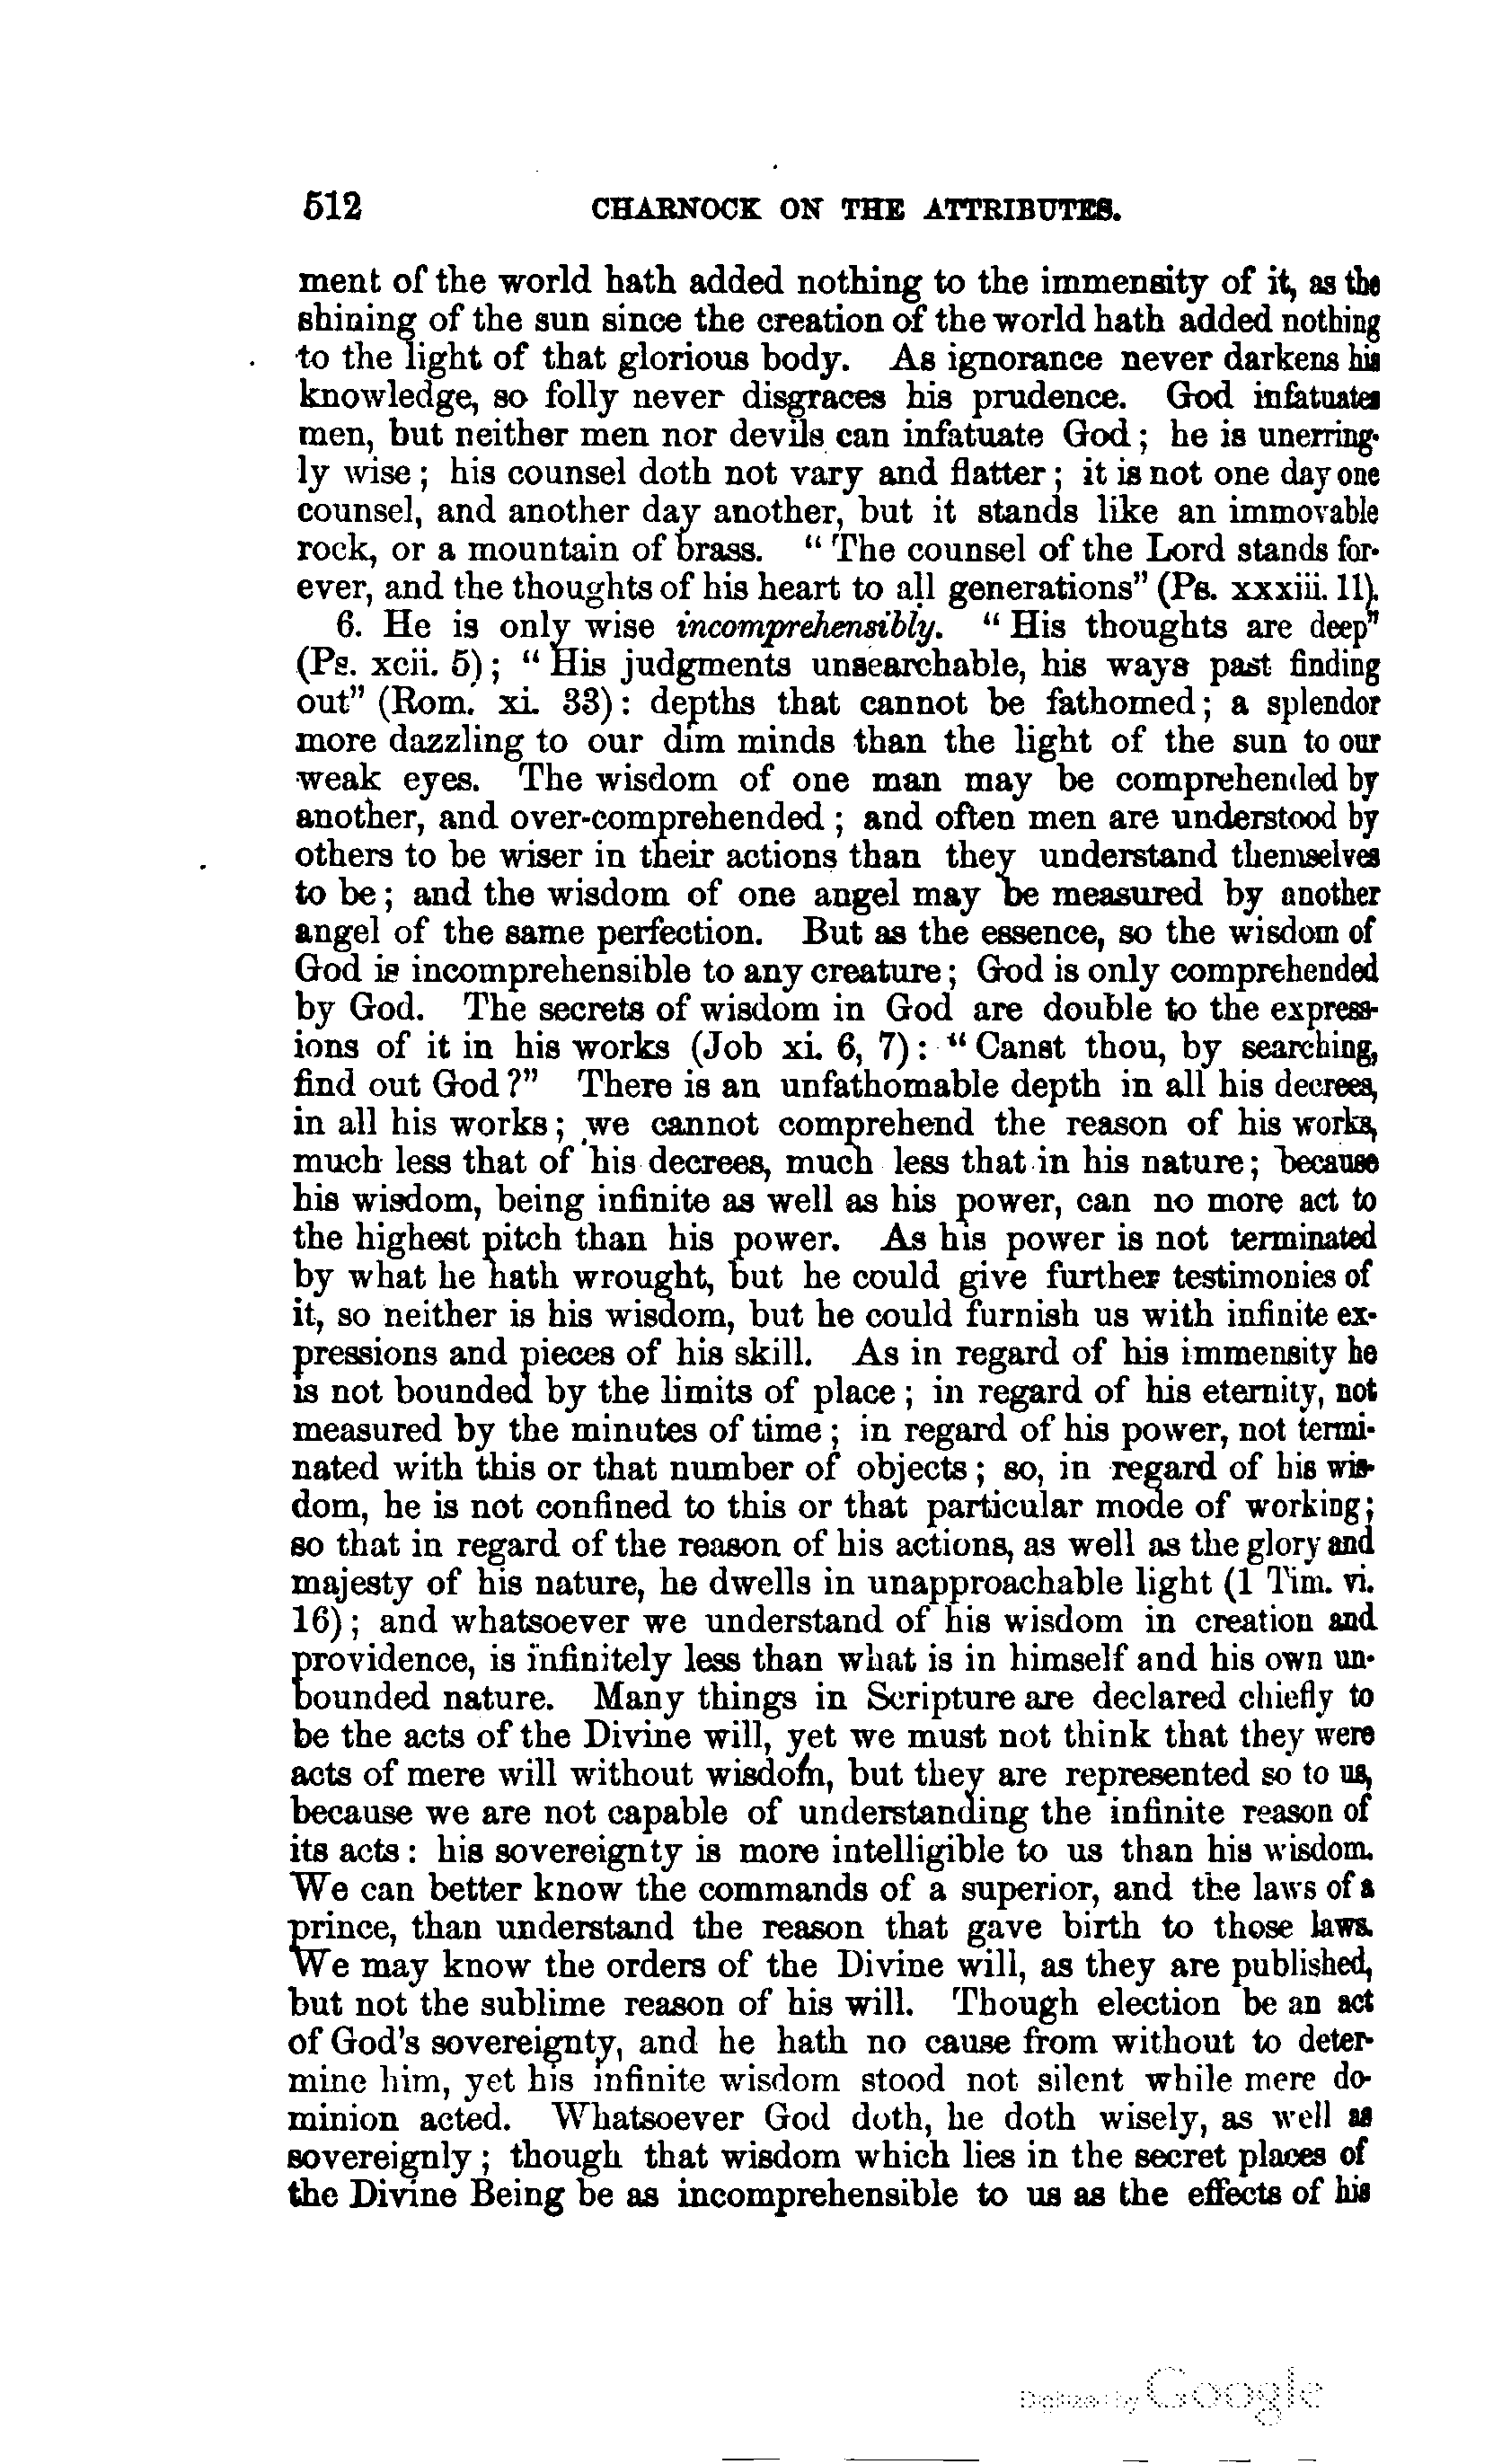 512 CHARNOCK ON THE ATTRIBUTES.
ment of the world hath added nothing to the immensity of it, as the
shining of the sun since the creation of the world hath added nothing
to the light of that glorious body. As ignorance never darkens his
knowledge, so folly never disgraces his prudence. God infatuates
men, but neither men nor devils can infatuate God; he is unerring-
ly wise; his counsel doth not vary and flatter; it is not one day one
counsel, and another day another, but it stands like an immovable
rock, or a mountain of brass. "The counsel of the Lord stands for-
ever, and the thoughts of his heart to all generations" (Ps. xxxiii. 11).
6. He is only wise incomprehensibly. "His thoughts are deep"
(Ps. xcii. 5); "His judgments unsearchable, his ways past finding
out" (Rom. xi. 33): depths that cannot be fathomed; a splendor
more dazzling to our dim minds than the light of the sun to our
weak eyes. The wisdom of one man may be comprehended by
another, and over-comprehended; and often men are understood by
others to be wiser in their actions than they understand themselves
to be; and the wisdom of one angel may be measured by another
angel of the same perfection. But as the essence, so the wisdom of
God is incomprehensible to any creature; God is only comprehended
by God. The secrets of wisdom in God are double to the express-
ions of it in his works (Job xi. 6, 7): "Canst thou, by searching,
find out God?" There is an unfathomable depth in all his decrees,
in all his works; we cannot comprehend the reason of his works,
much less that of his decrees, much less that in his nature; because
his wisdom, being infinite as well as his power, can no more act to
the highest pitch than his power. As his power is not terminated
by what he hath wrought, but he could give further testimonies of
it, so neither is his wisdom, but he could furnish us with infinite ex-
pressions and pieces of his skill. As in regard of his immensity he
is not bounded by the limits of place; in regard of his eternity, not
measured by the minutes of time; in regard of his power, not termi-
nated with this or that number of objects; so, in regard of his wis-
dom, he is not confined to this or that particular mode of working;
so that in regard of the reason of his actions, as well as the glory and
majesty of his nature, he dwells in unapproachable light (1 Tim. vi.
16); and whatsoever we understand of his wisdom in creation and
providence, is infinitely less than what is in himself and his own un-
bounded nature. Many things in Scripture are declared chiefly to
be the acts of the Divine will, yet we must not think that they were
acts of mere will without wisdom, but they are represented so to us,
because we are not capable of understanding the infinite reason of
its acts: his sovereignty is more intelligible to us than his wisdom.
We can better know the commands of a superior, and the laws of a
prince, than understand the reason that gave birth to those laws.
We may know the orders of the Divine will, as they are published,
but not the sublime reason of his will. Though election be an act
of God's sovereignty, and he hath no cause from without to deter-
mine him, yet his infinite wisdom stood not silent while mere do-
minion acted. Whatsoever God doth, he doth wisely, as well as
sovereignly; though that wisdom which lies in the secret places of
the Divine Being be as incomprehensible to us as the effects of his
Digitized by Google